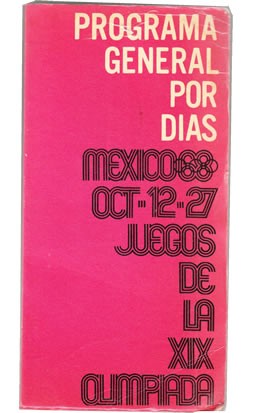 PROGRAMA
GENERAL
POR
DIAS
MEXICO68
OCT-12-27
JUEGOS
DE
LA
XIX
OLIMPIADA